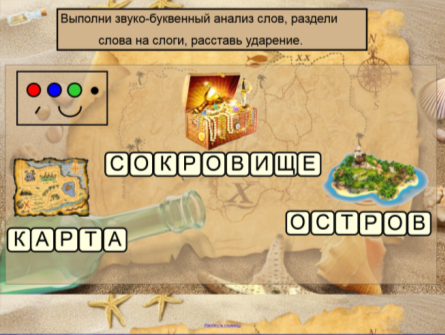 Выполни звуко-буквенный анализ слов, раздели
слова на слоги, расставь ударение.
СОКРОВИЩЕ
ОСТРОВ
КАРТА